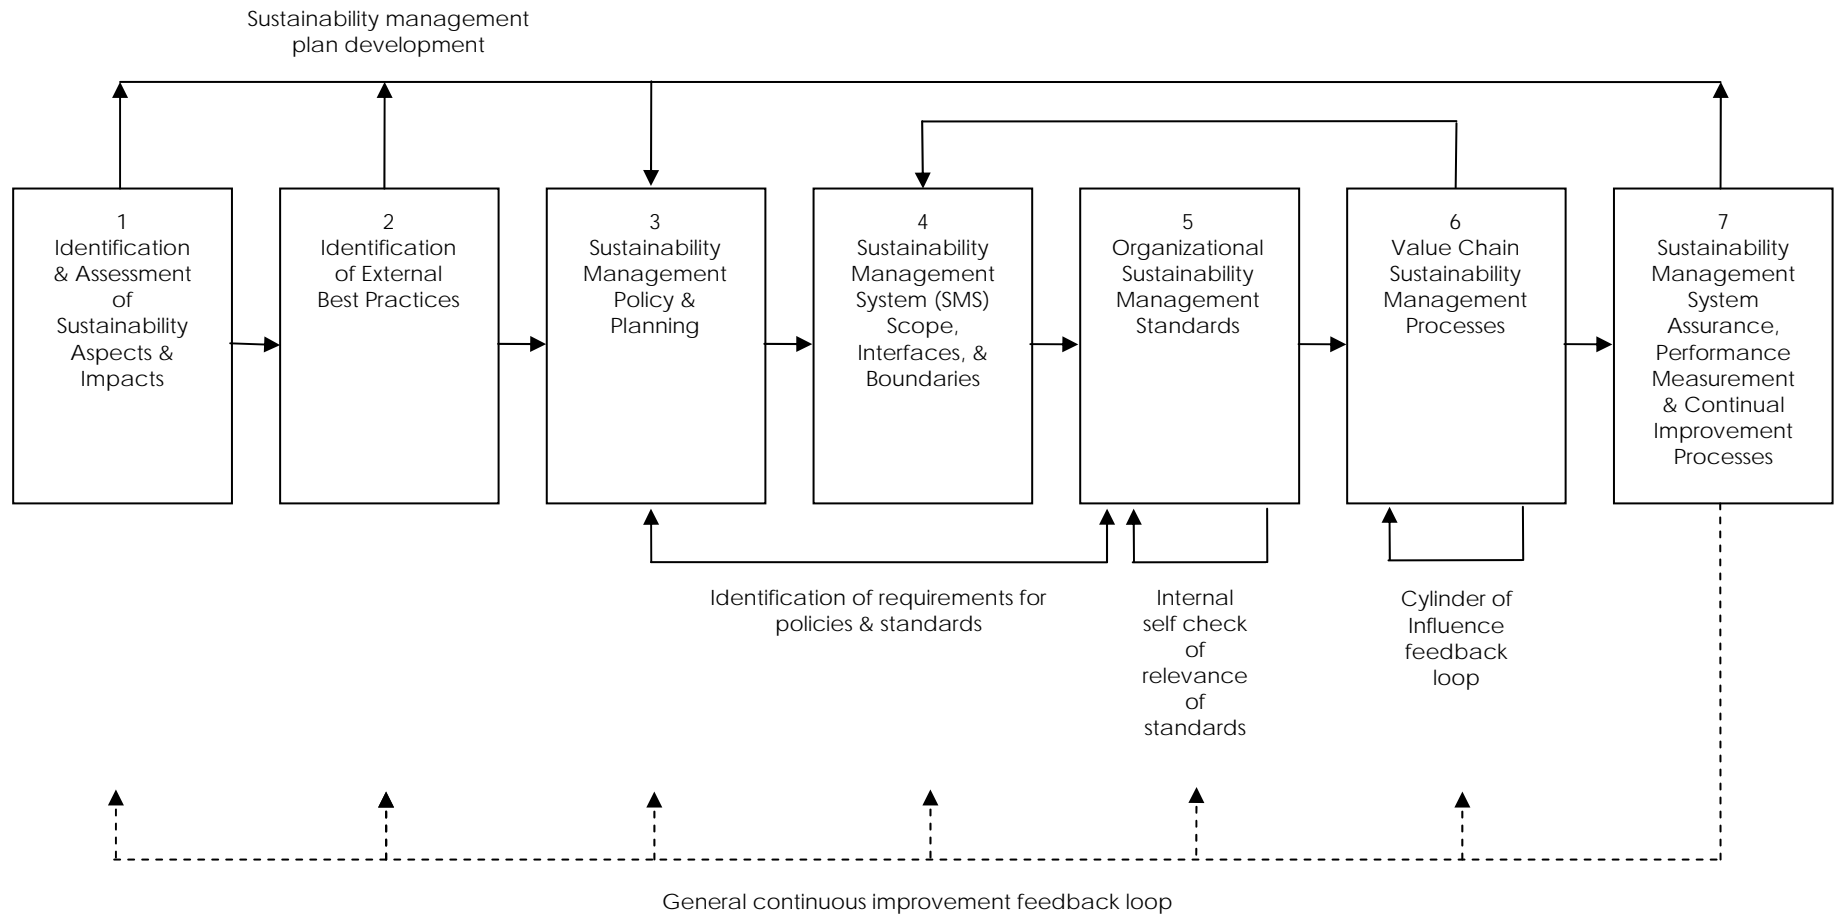 Sustainability management
plan development
1
Identification
& Assessment
of
Sustainability
Aspects &
Impacts
2
Identification
of External
Best Practices
3
Sustainability
Management
Policy &
Planning
4
Sustainability
Management
System (SMS)
Scope,
Interfaces, &
Boundaries
5
Organizational
Sustainability
Management
Standards
6
Value Chain
Sustainability
Management
Processes
7
Sustainability
Management
System
Assurance,
Performance
Measurement
& Continual
Improvement
Processes
Identification of requirements for
policies & standards
Internal
self check
of
relevance
of
standards
Cylinder of
Influence
feedback
loop
General continuous improvement feedback loop